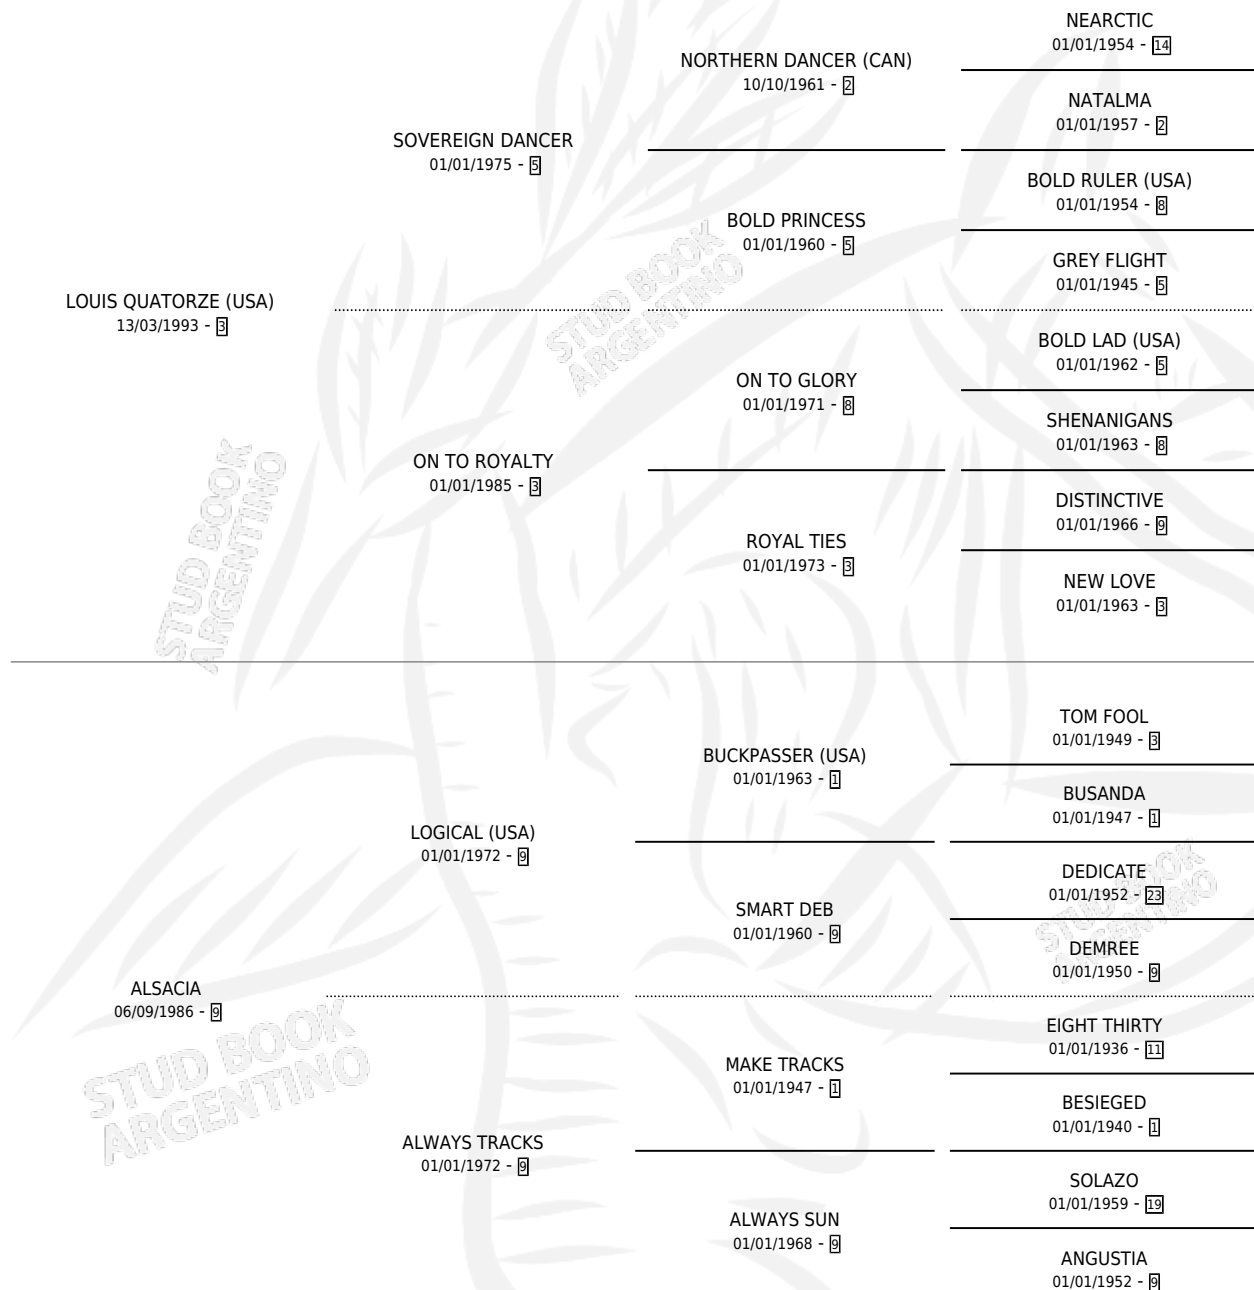 NEARCTIC
01/01/1954 - 14
NORTHERN DANCER (CAN)
10/10/1961 - 2
NATALMA
01/01/1957 - 2
SOVEREIGN DANCER
01/01/1975 - 5
BOLD RULER (USA)
01/01/1954 - 8
BOLD PRINCESS
01/01/1960 - 5
GREY FLIGHT
01/01/1945 - 5
LOUIS QUATORZE (USA)
13/03/1993 - 3
BOLD LAD (USA)
01/01/1962 - 5
ON TO GLORY
01/01/1971 - 8
SHENANIGANS
01/01/1963 - 8
ON TO ROYALTY
01/01/1985 - 3
DISTINCTIVE
01/01/1966 - 9
ROYAL TIES
01/01/1973 - 3
NEW LOVE
01/01/1963 - 3
TOM FOOL
01/01/1949 - 3
BUCKPASSER (USA)
01/01/1963 - 1
BUSANDA
01/01/1947 - 1
LOGICAL (USA)
01/01/1972 - 9
DEDICATE
01/01/1952 - 23
SMART DEB
01/01/1960 - 9
DEMREE
01/01/1950 - 9
ALSACIA
06/09/1986 - 9
EIGHT THIRTY
01/01/1936 - 11
MAKE TRACKS
01/01/1947 - 1
BESIEGED
01/01/1940 - 1
ALWAYS TRACKS
01/01/1972 - 9
SOLAZO
01/01/1959 - 19
ALWAYS SUN
01/01/1968 - 9
ANGUSTIA
01/01/1952 - 9
STUD BOOK
ARGENTINO
STUD BOOK
ARGENTINO
STUD BOOK
ARGENTINO
STUD BOOK
ARGENTINO